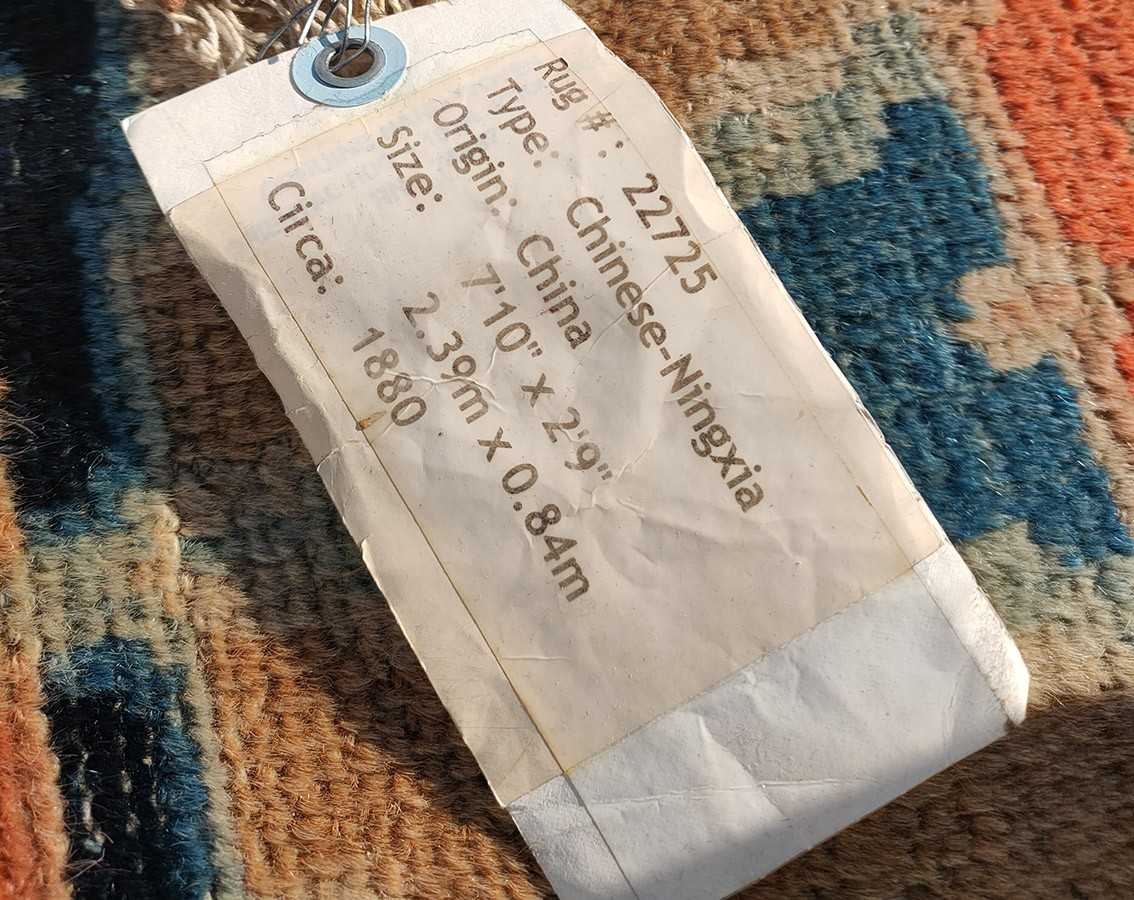 Rug #: 22725
Type: Chinese-Ningxia
Origin: China
Size: 7'10" x 2'9"
2.39m x 0.84m
Circa: 1880